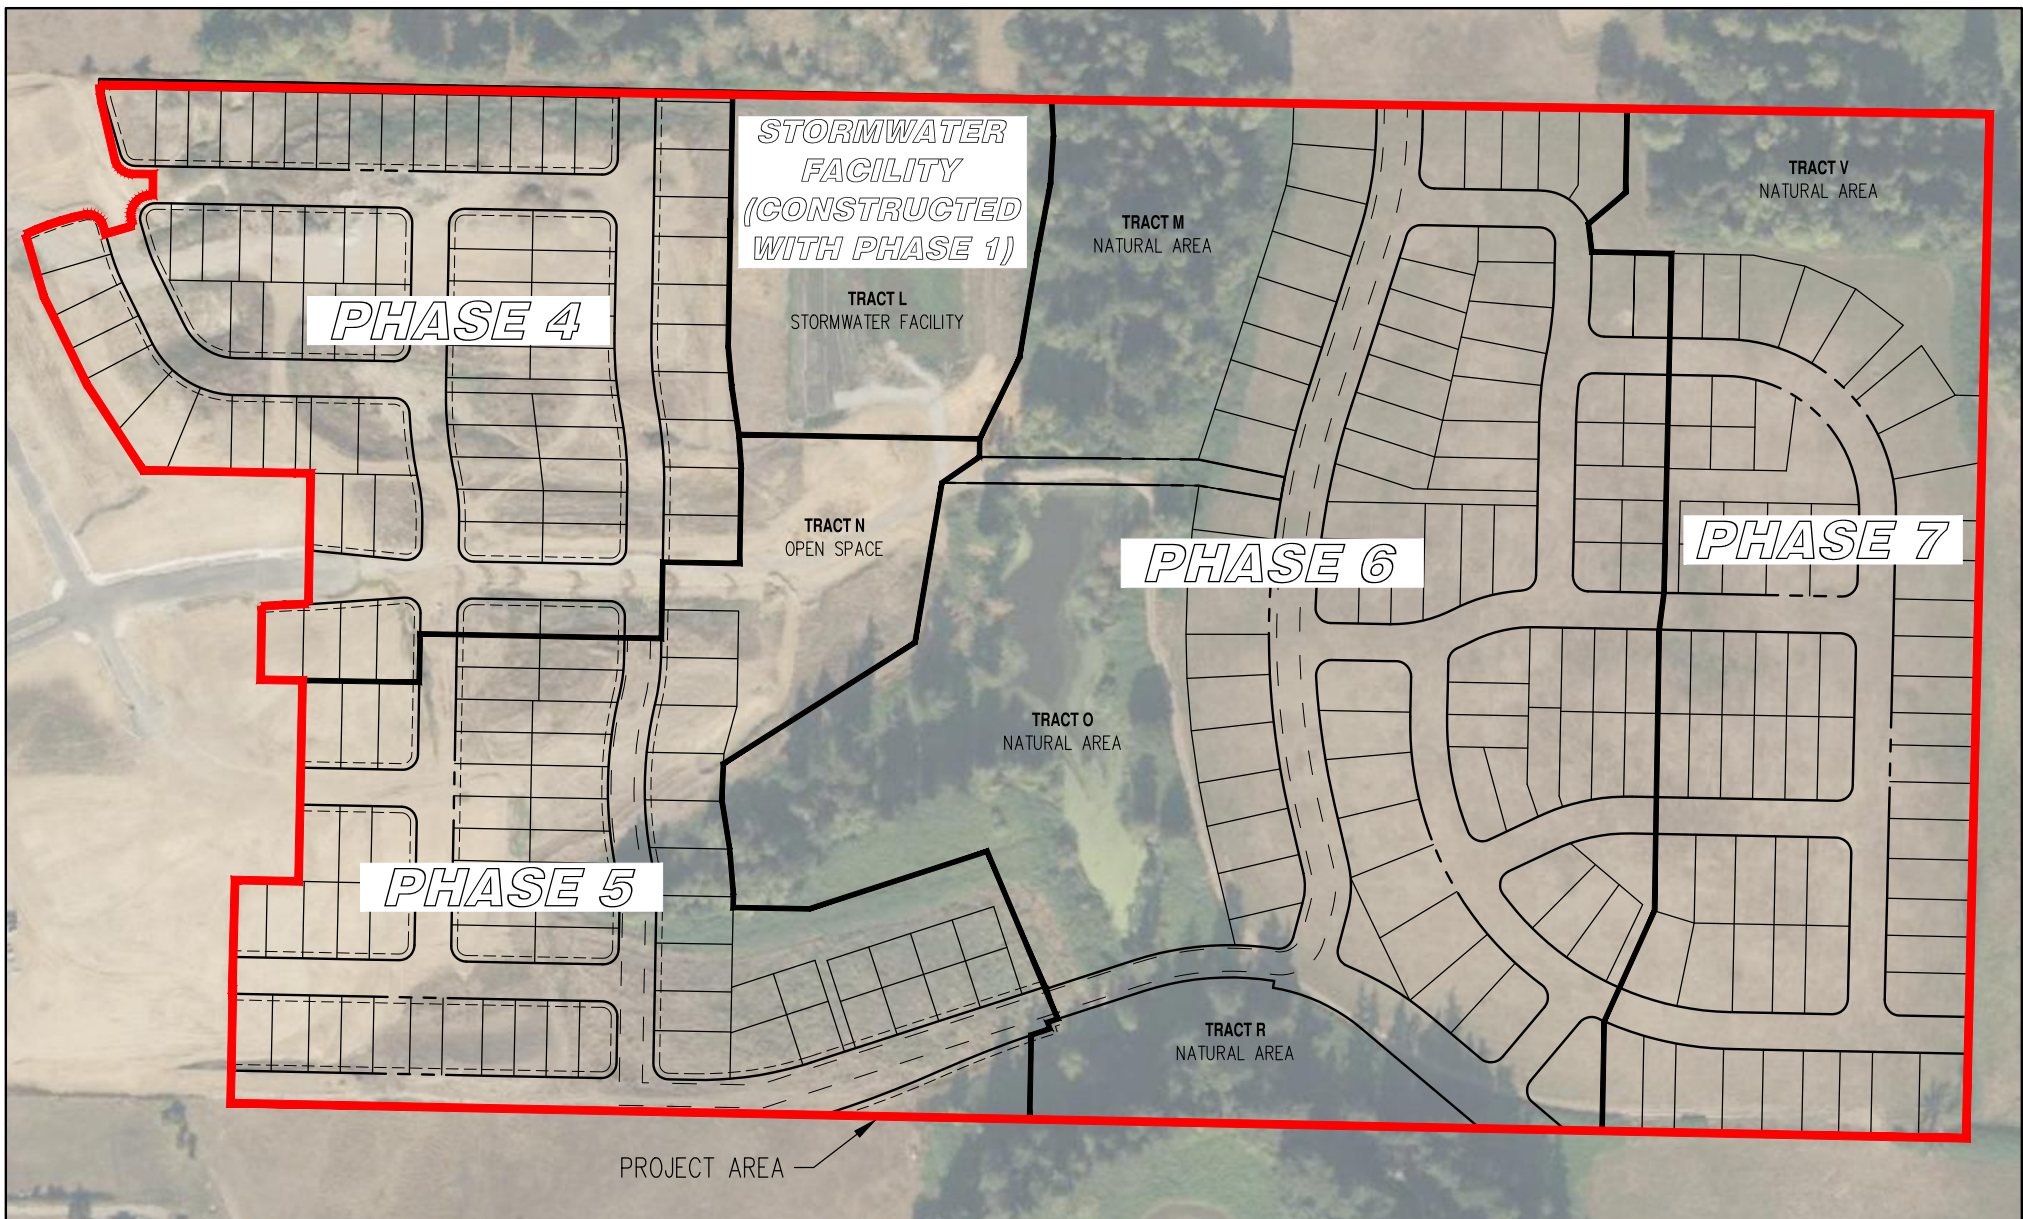 STORMWATER
FACILITY
(CONSTRUCTED
WITH PHASE 1)
TRACT L
STORMWATER FACILITY
TRACT M
NATURAL AREA
TRACT V
NATURAL AREA
PHASE 4
TRACT N
OPEN SPACE
PHASE 6
PHASE 7
TRACT O
NATURAL AREA
PHASE 5
TRACT R
NATURAL AREA
PROJECT AREA